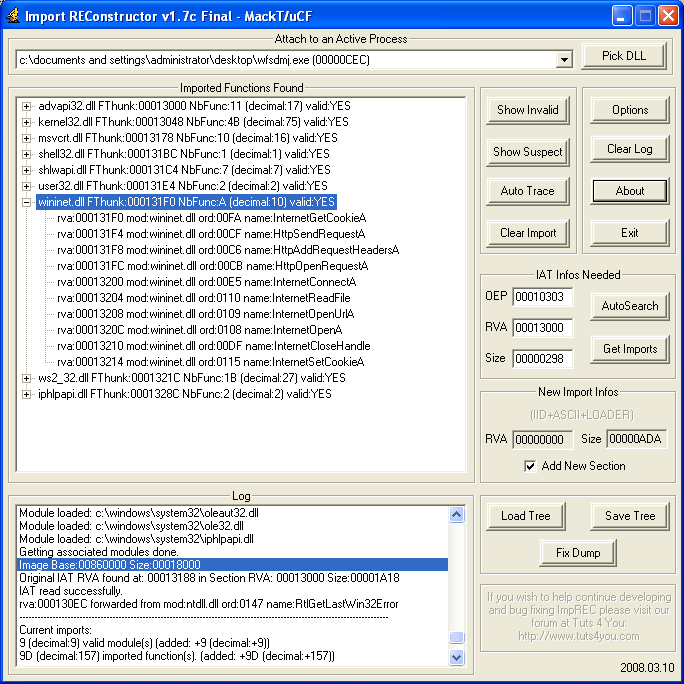 Import REConstructor v1.7c Final - MackT/uCF
Attach to an Active Process
c:\documents and settings\administrator\desktop\wfsdmj.exe (00000CEC)
Pick DLL
Imported Functions Found
advapi32.dll FThunk:00013000 NbFunc:11 (decimal:17) valid:YES
kernel32.dll FThunk:00013048 NbFunc:4B (decimal:75) valid:YES
msvcrt.dll FThunk:00013178 NbFunc:10 (decimal:16) valid:YES
shell32.dll FThunk:000131BC NbFunc:1 (decimal:1) valid:YES
shlwapi.dll FThunk:000131C4 NbFunc:7 (decimal:7) valid:YES
user32.dll FThunk:000131E4 NbFunc:2 (decimal:2) valid:YES
wininet.dll FThunk:000131F0 NbFunc:A (decimal:10) valid:YES
rva:000131F0 mod:wininet.dll ord:00FA name:InternetGetCookieA
rva:000131F4 mod:wininet.dll ord:00CF name:HttpSendRequestA
rva:000131F8 mod:wininet.dll ord:00C6 name:HttpAddRequestHeadersA
rva:000131FC mod:wininet.dll ord:00CB name:HttpOpenRequestA
rva:00013200 mod:wininet.dll ord:00E5 name:InternetConnectA
rva:00013204 mod:wininet.dll ord:0110 name:InternetReadFile
rva:00013208 mod:wininet.dll ord:0109 name:InternetOpenUrlA
rva:0001320C mod:wininet.dll ord:0108 name:InternetOpenA
rva:00013210 mod:wininet.dll ord:00DF name:InternetCloseHandle
rva:00013214 mod:wininet.dll ord:0115 name:InternetSetCookieA
ws2_32.dll FThunk:0001321C NbFunc:1B (decimal:27) valid:YES
iphlpapi.dll FThunk:0001328C NbFunc:2 (decimal:2) valid:YES
Show Invalid
Show Suspect
Auto Trace
Clear Import
Options
Clear Log
About
Exit
IAT Infos Needed
OEP 00010303
AutoSearch
RVA 00013000
Size 00000298
Get Imports
New Import Infos
(IID+ASCII+LOADER)
RVA 00000000 Size 00000ADA
Add New Section
Log
Module loaded: c:\windows\system32\oleaut32.dll
Module loaded: c:\windows\system32\ole32.dll
Module loaded: c:\windows\system32\iphlpapi.dll
Getting associated modules done.
Image Base:00860000 Size:00018000
Original IAT RVA found at: 00013188 in Section RVA: 00013000 Size:00001A18
IAT read successfully.
rva:000130EC forwarded from mod:ntdll.dll ord:0147 name:RtlGetLastWin32Error
---------------------------------------------------------------------------------------------
Current imports:
9 (decimal:9) valid module(s) (added: +9 (decimal:+9))
9D (decimal:157) imported function(s). (added: +9D (decimal:+157))
Load Tree
Save Tree
Fix Dump
If you wish to help continue developing
and bug fixing ImpREC please visit our
forum at Tuts 4 You:
http://www.tuts4you.com
2008.03.10